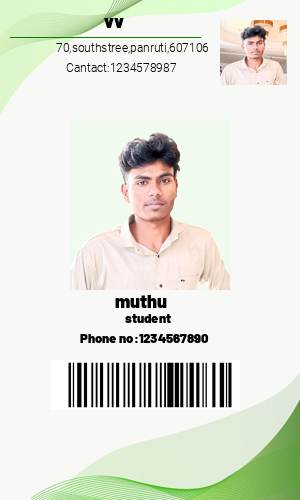 vv
70,southstree,panruti,607106
Cantact:1234578987
muthu
student
Phone no :1234567890